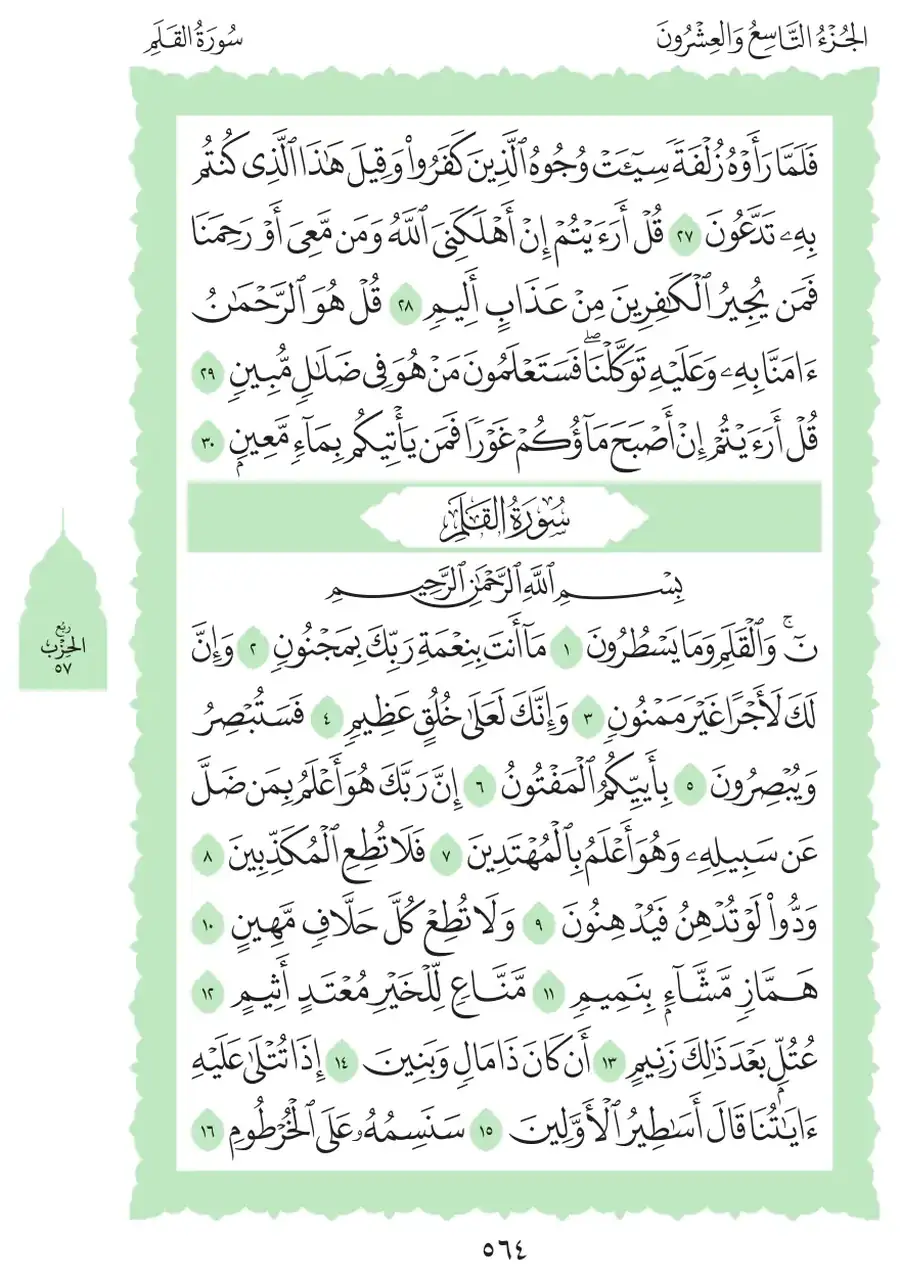 الجُزْءُ التَّاسِعُ وَالعِشْرُونَ
سُورَةُ القَلَمِ
فَلَمَّا رَأَوۡهُ زُلۡفَةٗ سِيٓـَٔتۡ وُجُوهُ ٱلَّذِينَ كَفَرُواْ وَقِيلَ هَٰذَا ٱلَّذِي كُنتُم
بِهِۦ تَدَّعُونَ ٢٧ قُلۡ أَرَءَيۡتُمۡ إِنۡ أَهۡلَكَنِيَ ٱللَّهُ وَمَن مَّعِيَ أَوۡ رَحِمَنَا
فَمَن يُجِيرُ ٱلۡكَٰفِرِينَ مِنۡ عَذَابٍ أَلِيمٖ ٢٨ قُلۡ هُوَ ٱلرَّحۡمَٰنُ
ءَامَنَّا بِهِۦ وَعَلَيۡهِ تَوَكَّلۡنَاۖ فَسَتَعۡلَمُونَ مَنۡ هُوَ فِي ضَلَٰلٖ مُّبِينٖ ٢٩
قُلۡ أَرَءَيۡتُمۡ إِنۡ أَصۡبَحَ مَآؤُكُمۡ غَوۡرٗا فَمَن يَأۡتِيكُم بِمَآءٖ مَّعِينِۭ ٣٠
سُورَةُ القَلَمِ
بِسۡمِ ٱللَّهِ ٱلرَّحۡمَٰنِ ٱلرَّحِيمِ
نٓۚ وَٱلۡقَلَمِ وَمَا يَسۡطُرُونَ ١ مَآ أَنتَ بِنِعۡمَةِ رَبِّكَ بِمَجۡنُونٖ ٢ وَإِنَّ
لَكَ لَأَجۡرًا غَيۡرَ مَمۡنُونٖ ٣ وَإِنَّكَ لَعَلَىٰ خُلُقٍ عَظِيمٖ ٤ فَسَتُبۡصِرُ
وَيُبۡصِرُونَ ٥ بِأَييِّكُمُ ٱلۡمَفۡتُونُ ٦ إِنَّ رَبَّكَ هُوَ أَعۡلَمُ بِمَن ضَلَّ
عَن سَبِيلِهِۦ وَهُوَ أَعۡلَمُ بِٱلۡمُهۡتَدِينَ ٧ فَلَا تُطِعِ ٱلۡمُكَذِّبِينَ ٨
وَدُّواْ لَوۡ تُدۡهِنُ فَيُدۡهِنُونَ ٩ وَلَا تُطِعۡ كُلَّ حَلَّافٖ مَّهِينٍ ١٠
هَمَّازٖ مَّشَّآءِۭ بِنَمِيمٖ ١١ مَّنَّاعٖ لِّلۡخَيۡرِ مُعۡتَدٍ أَثِيمٍ ١٢
عُتُلِّۭ بَعۡدَ ذَٰلِكَ زَنِيمٍ ١٣ أَن كَانَ ذَا مَالٖ وَبَنِينَ ١٤ إِذَا تُتۡلَىٰ عَلَيۡهِ
ءَايَٰتُنَا قَالَ أَسَٰطِيرُ ٱلۡأَوَّلِينَ ١٥ سَنَسِمُهُۥ عَلَى ٱلۡخُرۡطُومِ ١٦
ربع
الحِزْب
٥٧
٥٦٤